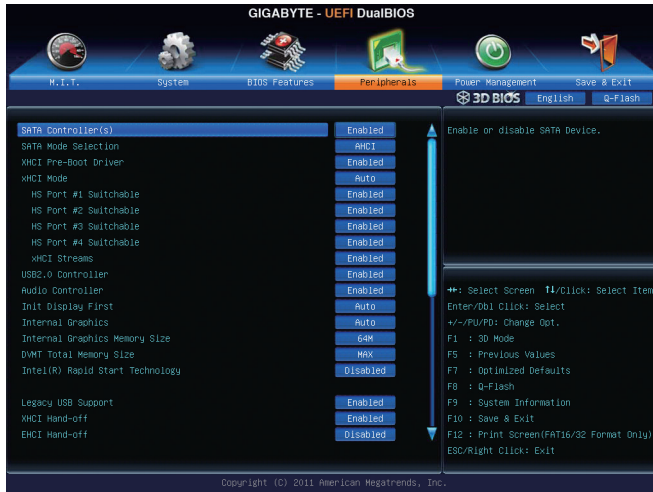 GIGABYTE - UEFI DualBIOS
M.I.T. System BIOS Features Peripherals Power Management Save & Exit
3D BIOS English Q-Flash
SATA Controller(s) Enabled
SATA Mode Selection AHCI
XHCI Pre-Boot Driver Enabled
xHCI Mode Auto
HS Port #1 Switchable Enabled
HS Port #2 Switchable Enabled
HS Port #3 Switchable Enabled
HS Port #4 Switchable Enabled
xHCI Streams Enabled
USB2.0 Controller Enabled
Audio Controller Enabled
Init Display First Auto
Internal Graphics Auto
Internal Graphics Memory Size 64M
DVMT Total Memory Size MAX
Intel(R) Rapid Start Technology Disabled
Legacy USB Support Enabled
XHCI Hand-off Enabled
EHCI Hand-off Disabled
Enable or disable SATA Device.
→←: Select Screen ↑↓/Click: Select Item
Enter/Dbl Click: Select
+/-/PU/PD: Change Opt.
F1 : 3D Mode
F5 : Previous Values
F7 : Optimized Defaults
F8 : Q-Flash
F9 : System Information
F10 : Save & Exit
F12 : Print Screen(FAT16/32 Format Only)
ESC/Right Click: Exit
Copyright (C) 2011 American Megatrends, Inc.